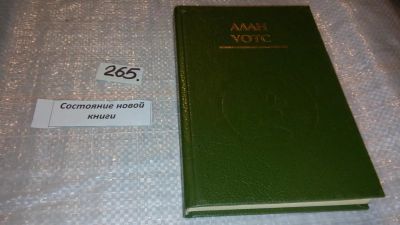 АЛАН
УОТС
265.
Состояние новой
книги